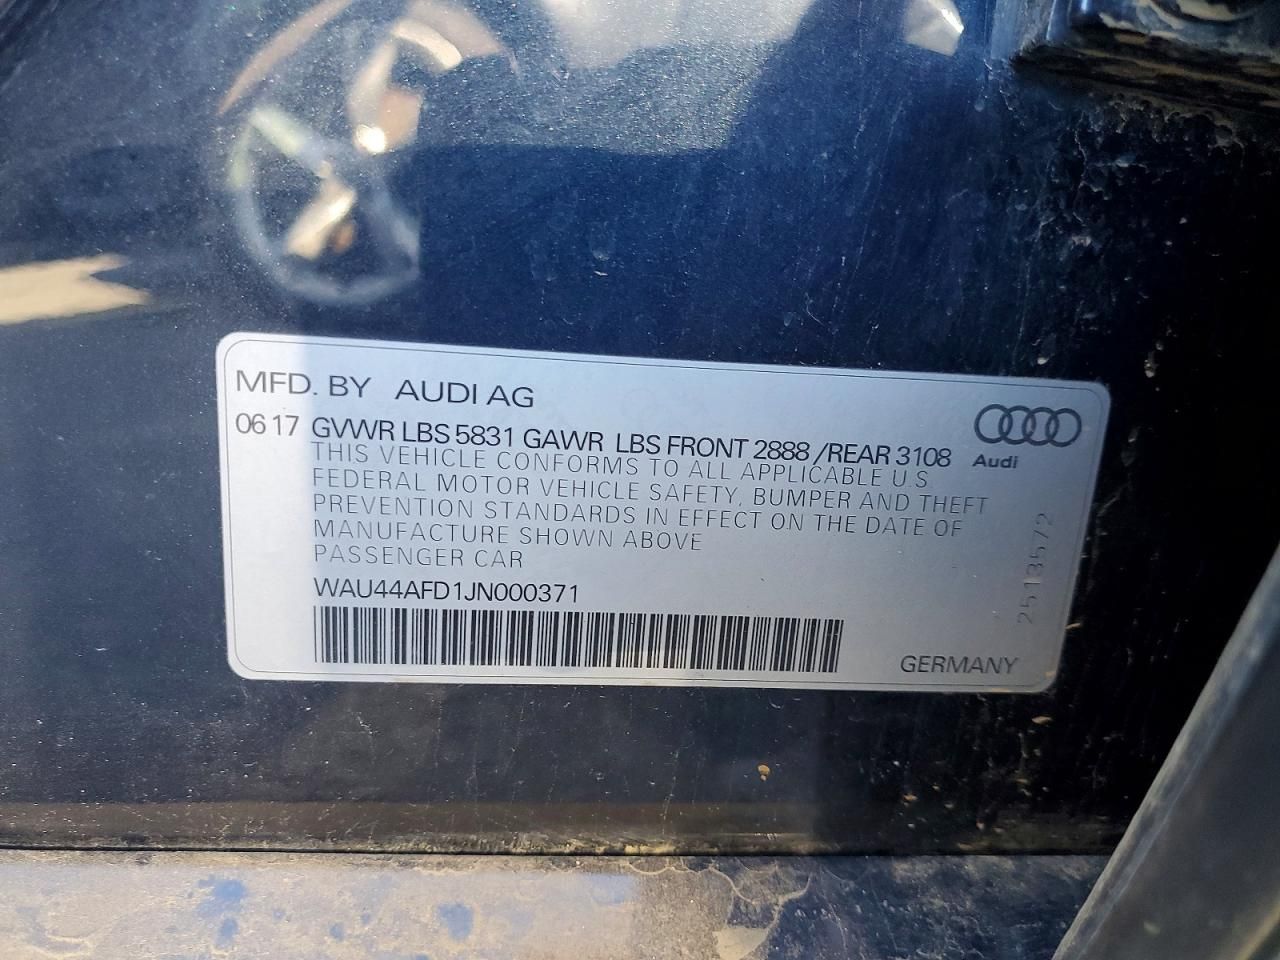 MFD. BY AUDI AG
06 17 GVWR LBS 5831 GAWR LBS FRONT 2888 /REAR 3108
Audi
THIS VEHICLE CONFORMS TO ALL APPLICABLE U.S.
FEDERAL MOTOR VEHICLE SAFETY, BUMPER AND THEFT
PREVENTION STANDARDS IN EFFECT ON THE DATE OF
MANUFACTURE SHOWN ABOVE
PASSENGER CAR
WAU44AFD1JN000371
GERMANY
2513572